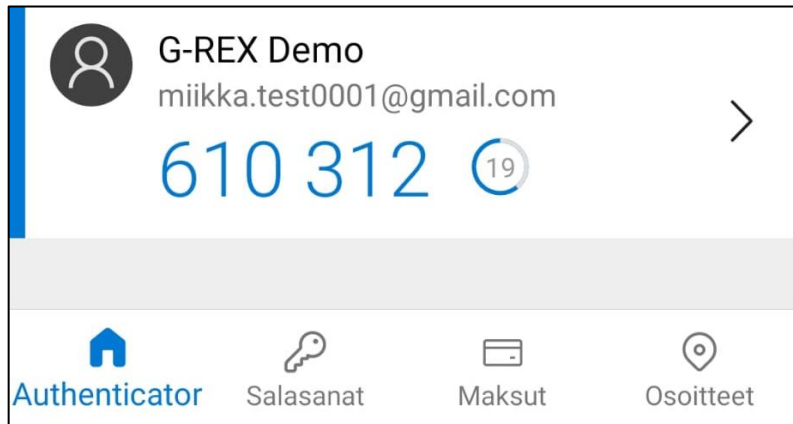 G-REX Demo
miikka.test0001@gmail.com
610 312 19
Authenticator Salasanat Maksut Osoitteet